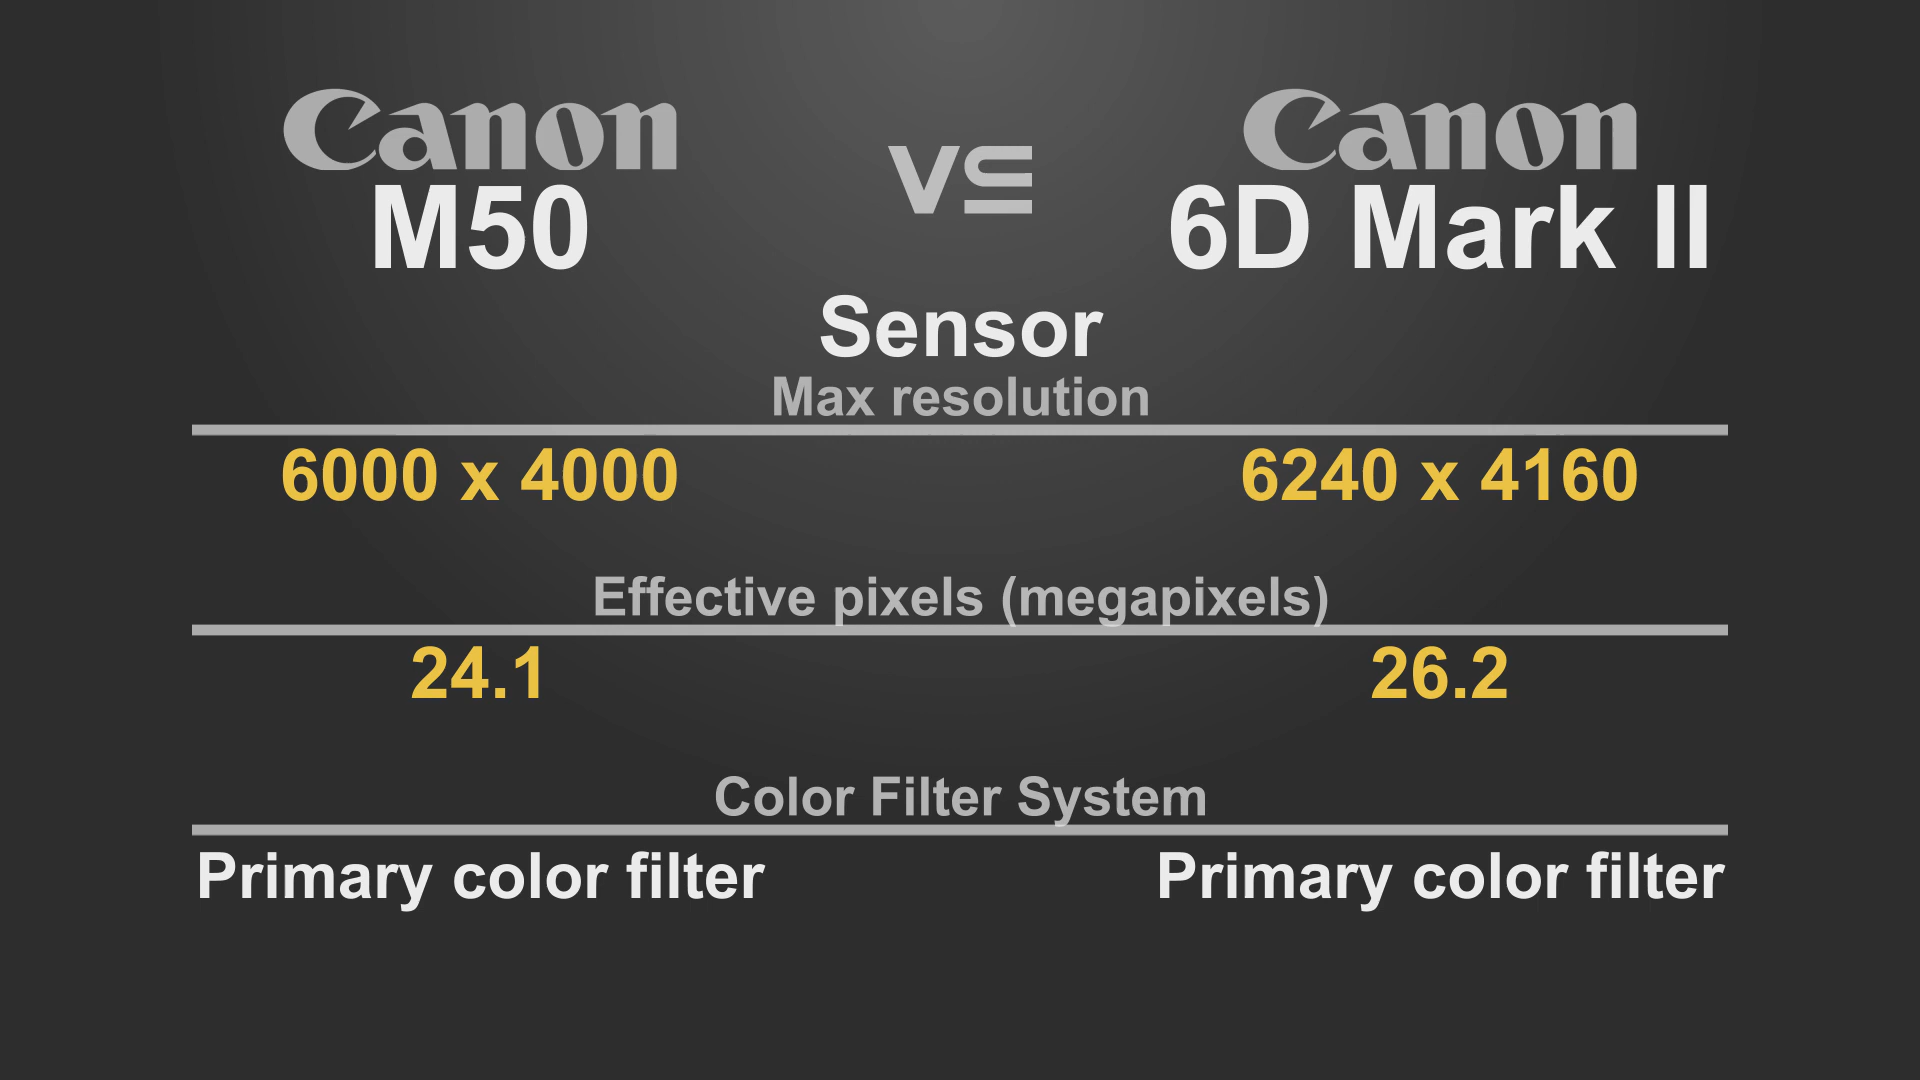 Canon
VS
Canon
M50
6D Mark II
Sensor
Max resolution
6000 x 4000
6240 x 4160
Effective pixels (megapixels)
24.1
26.2
Color Filter System
Primary color filter
Primary color filter